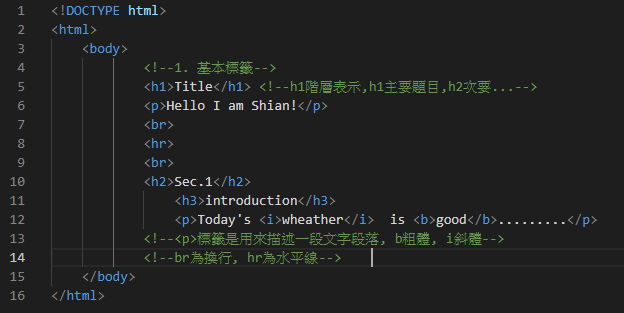 1 <!DOCTYPE html>
2 <html>
3 <body>
4 <!--1. 基本標籤-->
5 <h1>Title</h1> <!--h1階層表示,h1主要題目,h2次要...-->
6 <p>Hello I am Shian!</p>
7 <br>
8 <hr>
9 <br>
10 <h2>Sec.1</h2>
11 <h3>introduction</h3>
12 <p>Today's <i>wheather</i>  is <b>good</b>.........</p>
13 <!--<p>標籤是用來描述一段文字段落, b粗體, i斜體-->
14 <!--br為換行, hr為水平線-->
15 </body>
16 </html>